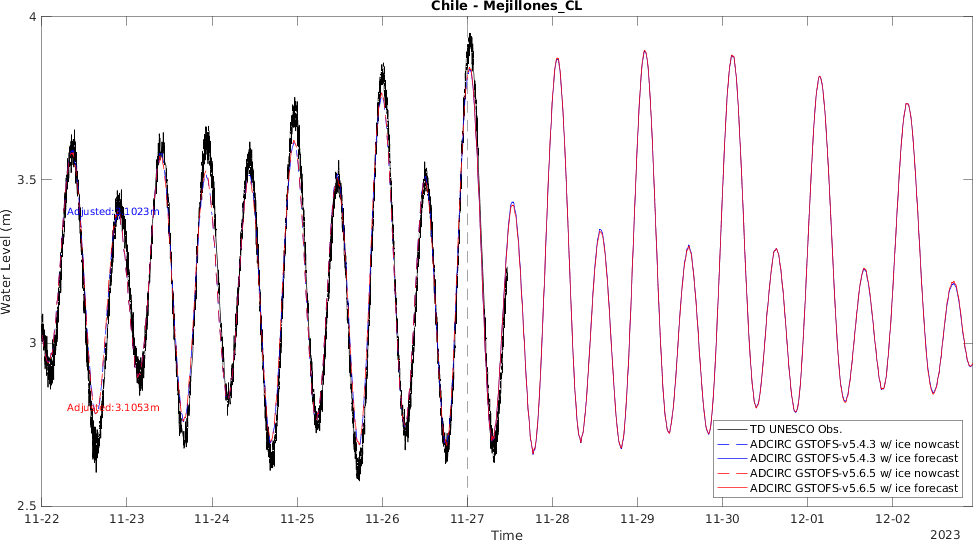 Chile - Mejillones_CL
4
3.5
3
2.5
Water Level (m)
Adjusted:3.1023m
Adjusted:3.1053m
TD UNESCO Obs.
ADCIRC GSTOFS-v5.4.3 w/ ice nowcast
ADCIRC GSTOFS-v5.4.3 w/ ice forecast
ADCIRC GSTOFS-v5.6.5 w/ ice nowcast
ADCIRC GSTOFS-v5.6.5 w/ ice forecast
11-22 11-23 11-24 11-25 11-26 11-27 11-28 11-29 11-30 12-01 12-02
Time
2023